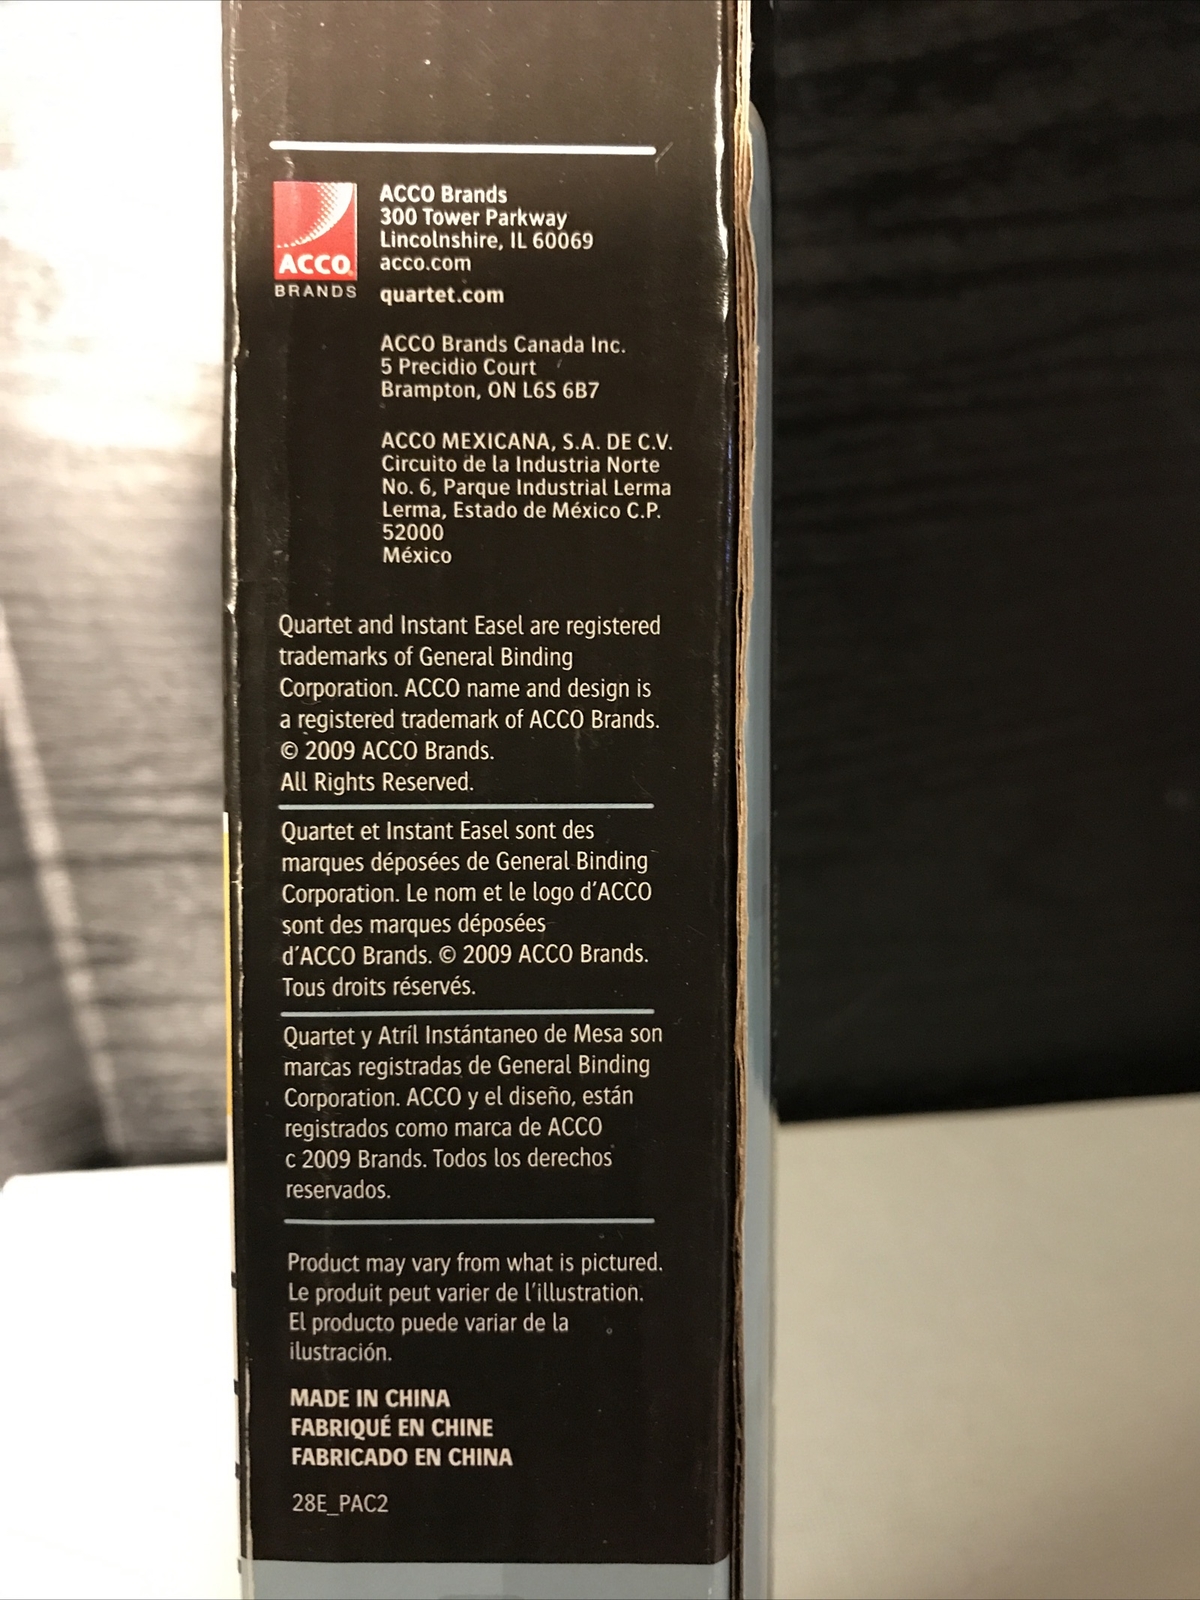 ACCO
BRANDS
ACCO Brands
300 Tower Parkway
Lincolnshire, IL 60069
acco.com
quartet.com
ACCO Brands Canada Inc.
5 Precidio Court
Brampton, ON L6S 6B7
ACCO MEXICANA, S.A. DE C.V.
Circuito de la Industria Norte
No. 6, Parque Industrial Lerma
Lerma, Estado de México C.P.
52000
México
Quartet and Instant Easel are registered
trademarks of General Binding
Corporation. ACCO name and design is
a registered trademark of ACCO Brands.
© 2009 ACCO Brands.
All Rights Reserved.
Quartet et Instant Easel sont des
marques déposées de General Binding
Corporation. Le nom et le logo d'ACCO
sont des marques déposées
d'ACCO Brands. © 2009 ACCO Brands.
Tous droits réservés.
Quartet y Atríl Instántaneo de Mesa son
marcas registradas de General Binding
Corporation. ACCO y el diseño, están
registrados como marca de ACCO
c 2009 Brands. Todos los derechos
reservados.
Product may vary from what is pictured.
Le produit peut varier de l'illustration.
El producto puede variar de la
ilustración.
MADE IN CHINA
FABRIQUÉ EN CHINE
FABRICADO EN CHINA
28E_PAC2